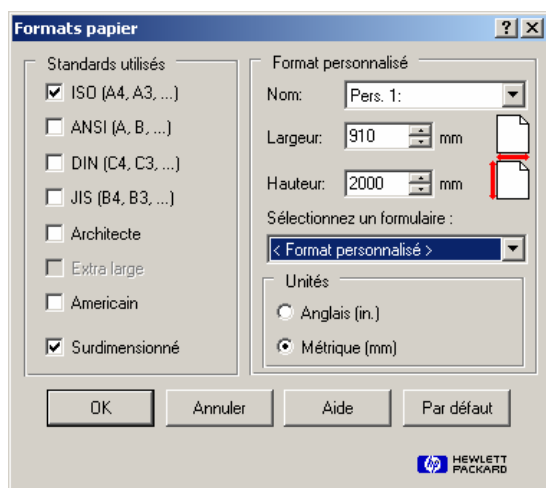 Formats papier
Standards utilisés
ISO (A4, A3, ...)
ANSI (A, B, ...)
DIN (C4, C3, ...)
JIS (B4, B3, ...)
Architecte
Extra large
Americain
Surdimensionné
Format personnalisé
Nom: Pers. 1:
Largeur: 910 mm
Hauteur: 2000 mm
Sélectionnez un formulaire :
< Format personnalisé >
Unités
Anglais (in.)
Métrique (mm)
OK Annuler Aide Par défaut
hp HEWLETT
PACKARD